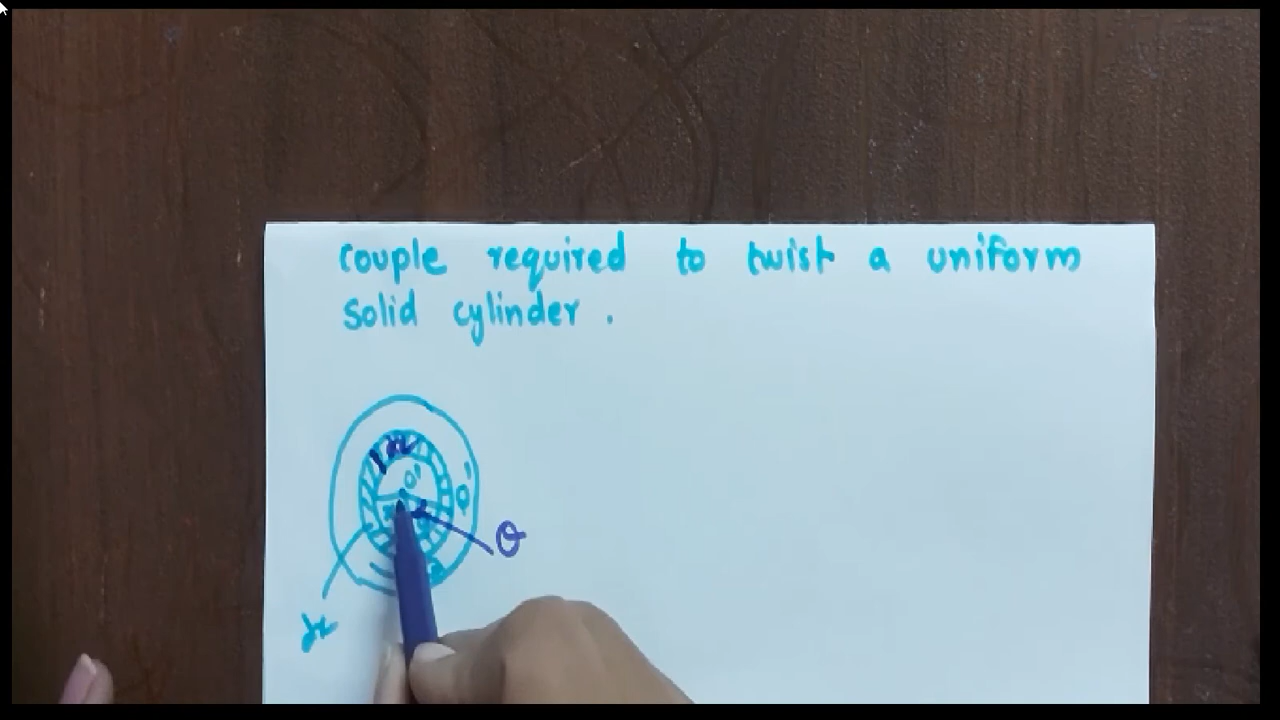 couple required to twist a uniform
solid cylinder .
O'
θ
dx